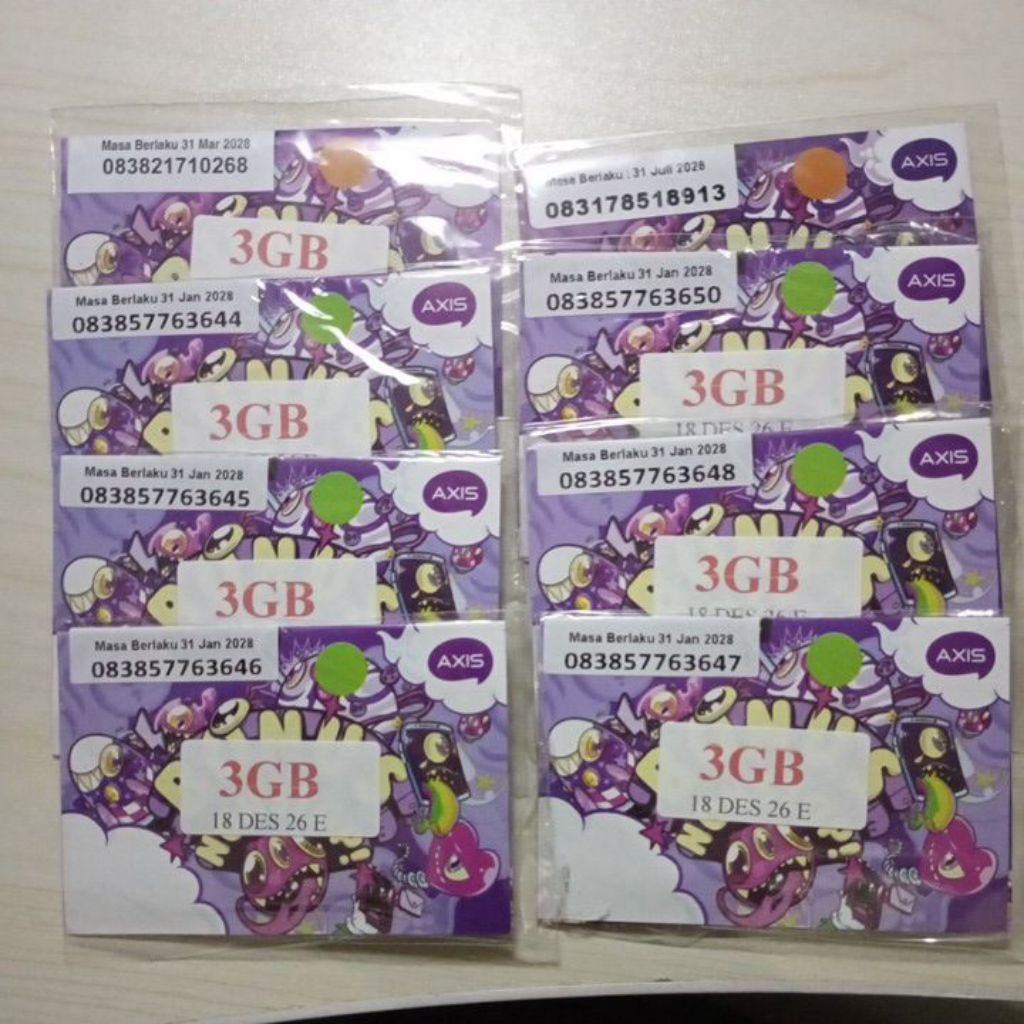 Masa Berlaku 31 Mar 2028
083821710268
3GB
Masa Berlaku 31 Jan 2028
083857763644
AXIS
3GB
Masa Berlaku 31 Jan 2028
083857763645
AXIS
3GB
Masa Berlaku 31 Jan 2028
083857763646
AXIS
3GB
18 DES 26 E
Masa Berlaku : 31 Juli 2028
083178518913
AXIS
Masa Berlaku 31 Jan 2028
083857763650
AXIS
3GB
18 DES 26 E
Masa Berlaku 31 Jan 2028
083857763648
AXIS
3GB
18 DES 26 E
Masa Berlaku 31 Jan 2028
083857763647
AXIS
3GB
18 DES 26 E